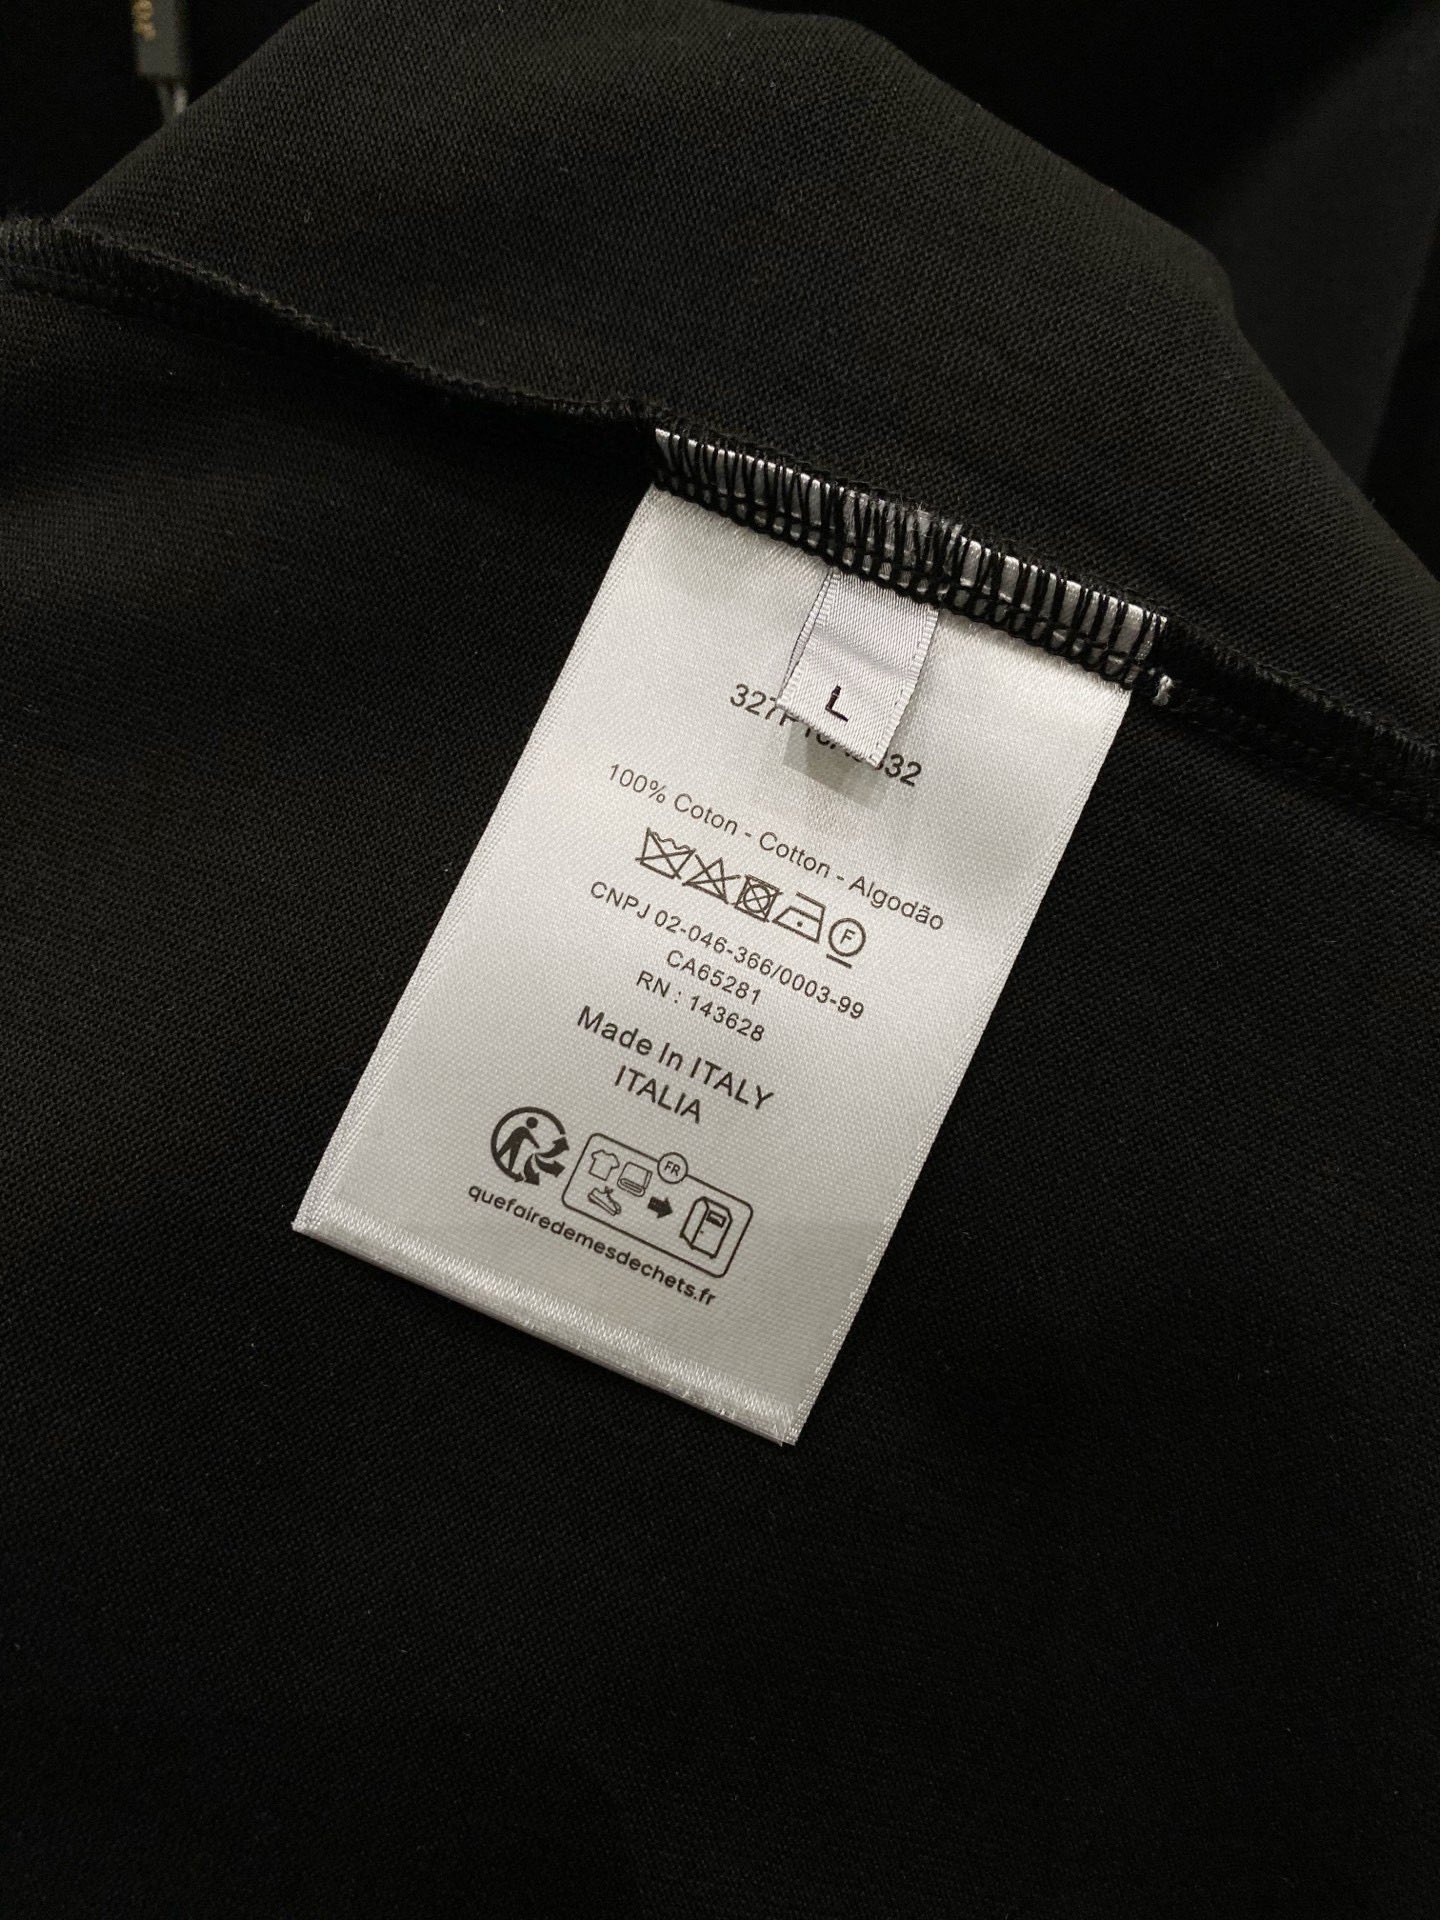 L
100% Coton - Cotton - Algodão
F
CNPJ 02-046-366/0003-99
CA65281
RN : 143628
Made In ITALY
ITALIA
FR
quefairedemesdechets.fr